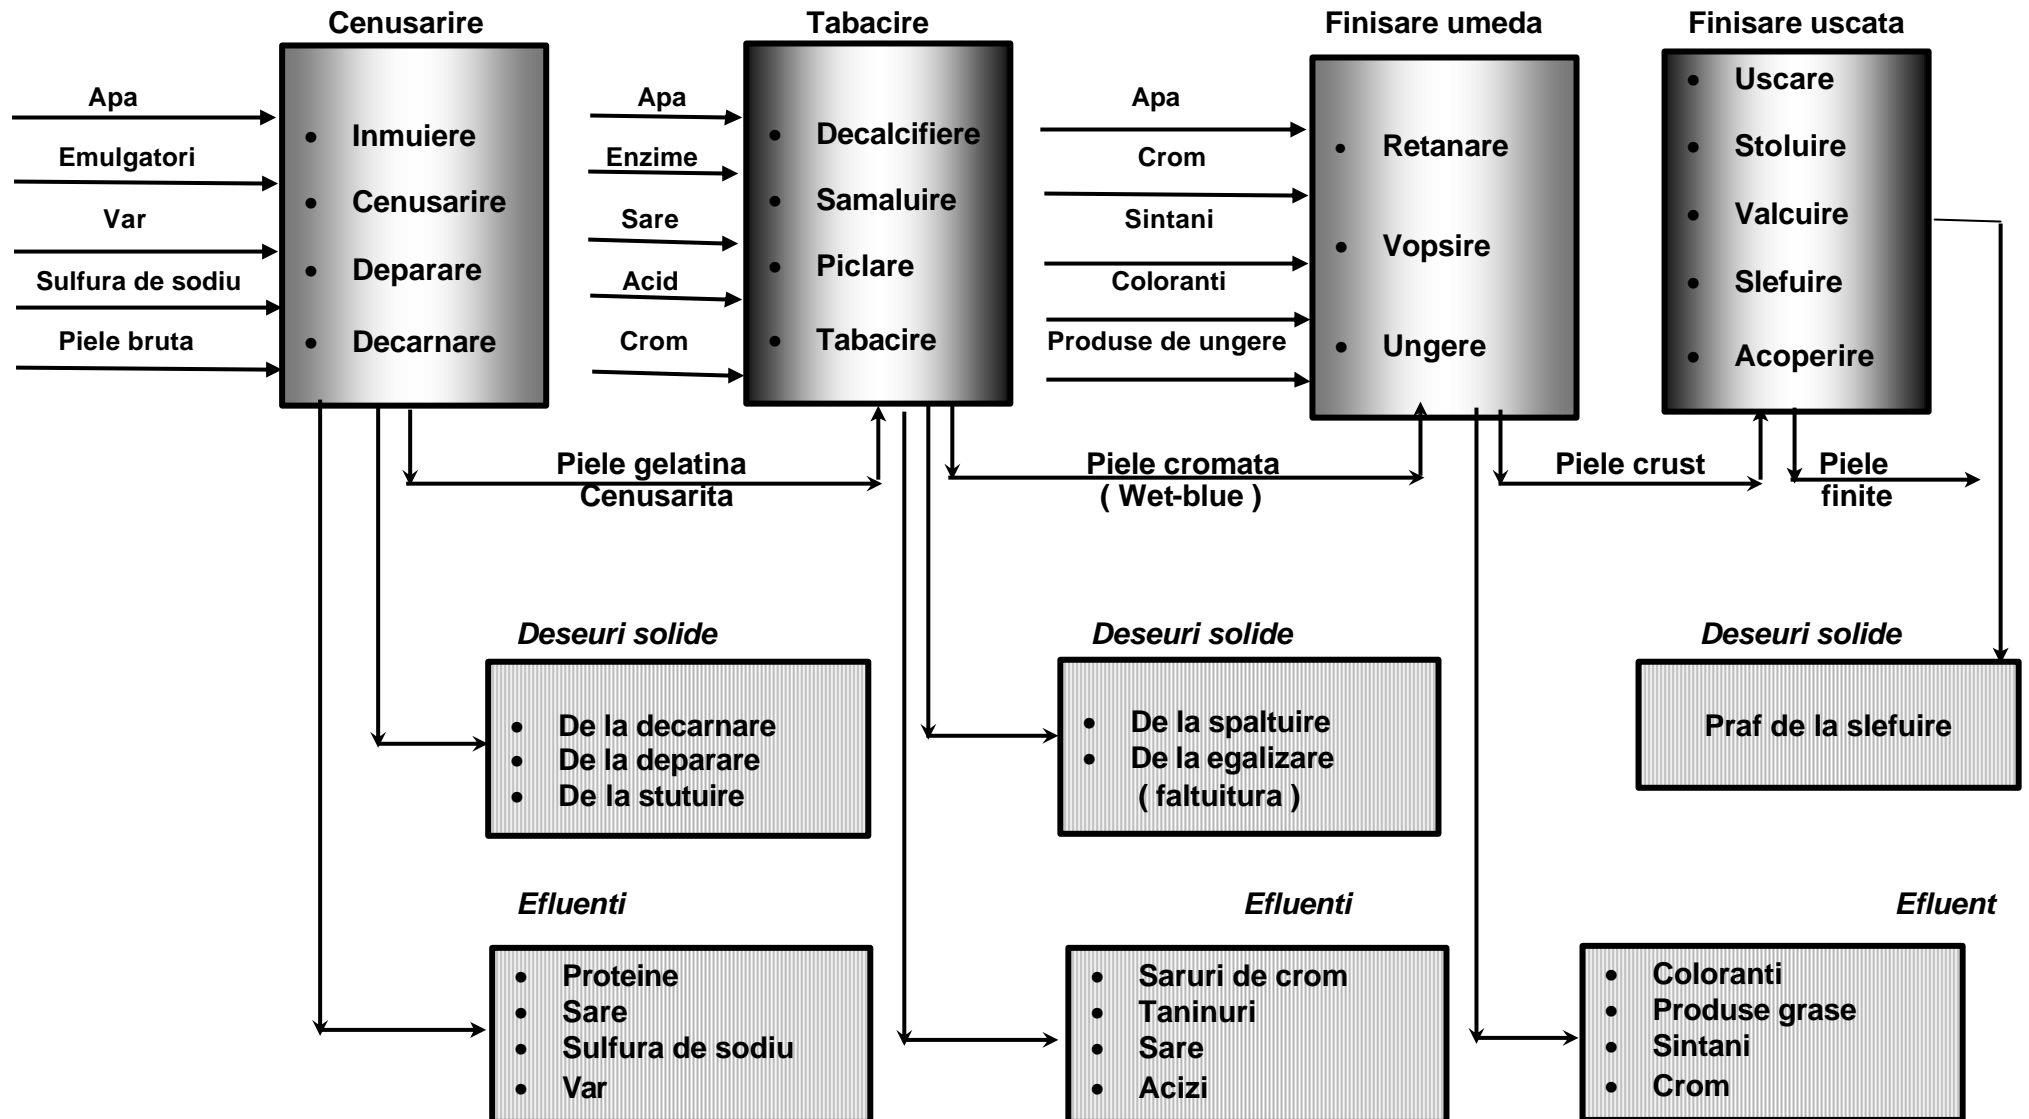 Cenusarire
Tabacire
Finisare umeda
Finisare uscata
Apa
Emulgatori
Var
Sulfura de sodiu
Piele bruta
• Inmuiere
• Cenusarire
• Deparare
• Decarnare
Apa
Enzime
Sare
Acid
Crom
• Decalcifiere
• Samaluire
• Piclare
• Tabacire
Apa
Crom
Sintani
Coloranti
Produse de ungere
• Retanare
• Vopsire
• Ungere
• Uscare
• Stoluire
• Valcuire
• Slefuire
• Acoperire
Piele gelatina
Cenusarita
Piele cromata
( Wet-blue )
Piele crust
Piele
finite
Deseuri solide
• De la decarnare
• De la deparare
• De la stutuire
Deseuri solide
• De la spaltuire
• De la egalizare
( faltuitura )
Deseuri solide
Praf de la slefuire
Efluenti
• Proteine
• Sare
• Sulfura de sodiu
• Var
Efluenti
• Saruri de crom
• Taninuri
• Sare
• Acizi
Efluent
• Coloranti
• Produse grase
• Sintani
• Crom